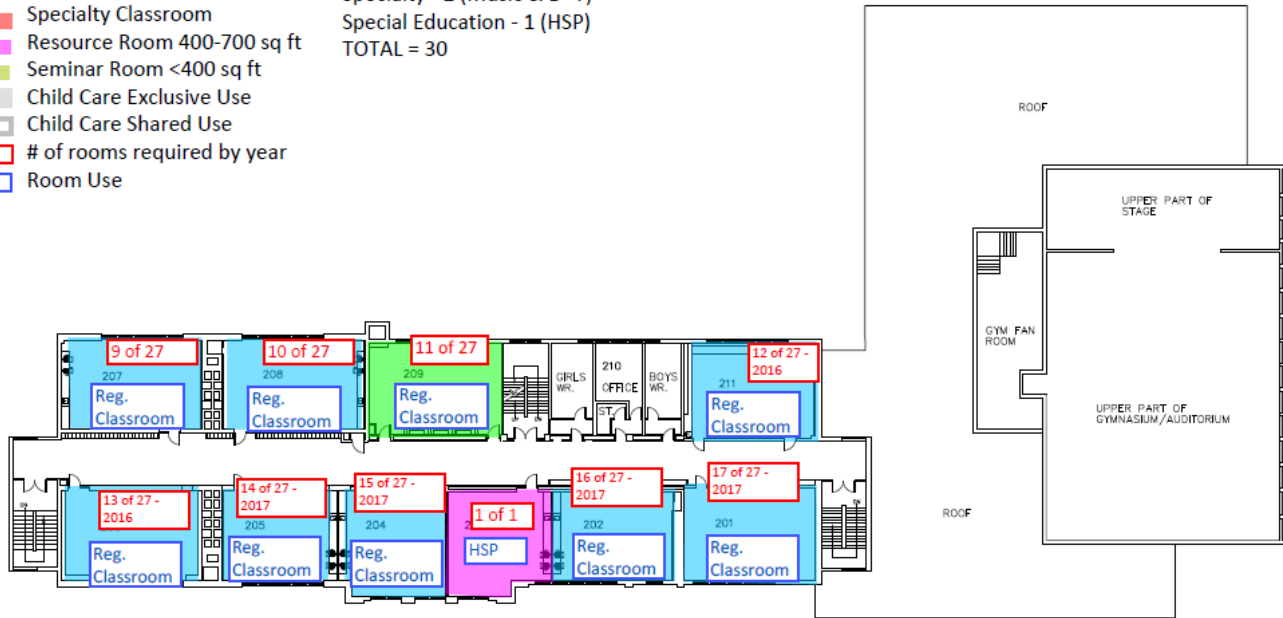 Specialty Classroom
Resource Room 400-700 sq ft
Seminar Room <400 sq ft
Child Care Exclusive Use
Child Care Shared Use
# of rooms required by year
Room Use
Special Education - 1 (HSP)
TOTAL = 30
ROOF
UPPER PART OF
STAGE
GYM FAN
ROOM
UPPER PART OF
GYMNASIUM/AUDITORIUM
ROOF
9 of 27
207
Reg.
Classroom
10 of 27
208
Reg.
Classroom
11 of 27
209
Reg.
Classroom
GIRLS
WR.
210
OFFICE
ST.
BOYS
WR.
12 of 27 -
2016
211
Reg.
Classroom
13 of 27 -
2016
Reg.
Classroom
14 of 27 -
2017
205
Reg.
Classroom
15 of 27 -
2017
204
Reg.
Classroom
1 of 1
HSP
16 of 27 -
2017
202
Reg.
Classroom
17 of 27 -
2017
201
Reg.
Classroom